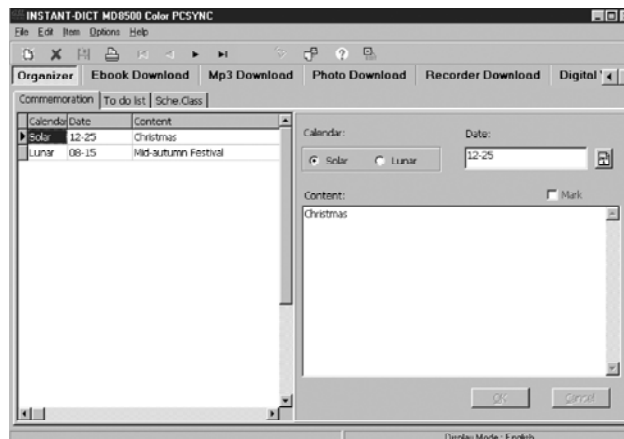 INSTANT-DICT MD8500 Color PCSYNC
File Edit Item Options Help
Organizer Ebook Download Mp3 Download Photo Download Recorder Download Digital
Commemoration To do list Sche.Class
Calendar Date Content
Solar 12-25 Christmas
Lunar 08-15 Mid-autumn Festival
Calendar: Date:
Solar Lunar 12-25
Content: Mark
Christmas
OK Cancel
Display Mode : English